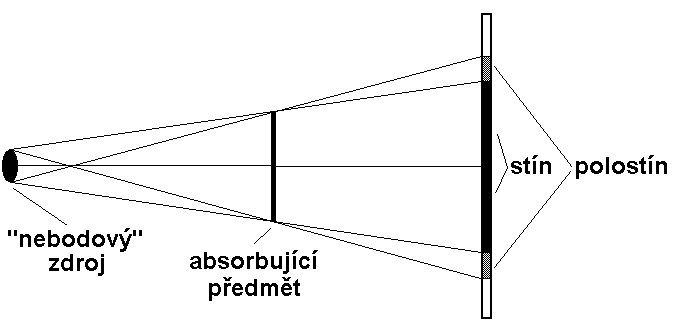 stín
polostín
"nebodový"
zdroj
absorbující
předmět